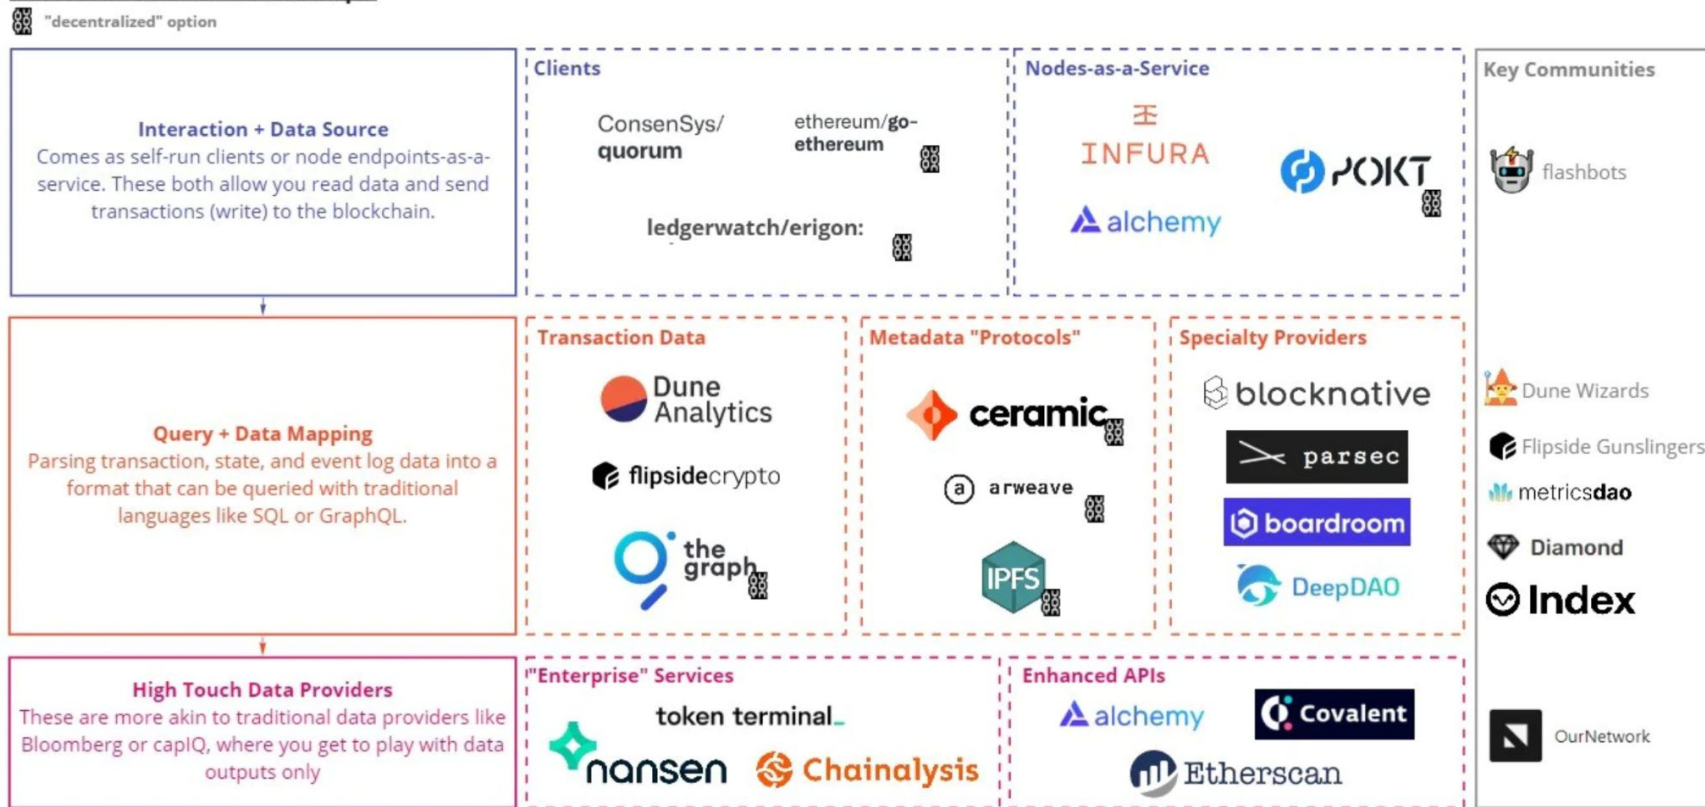 "decentralized" option
Interaction + Data Source
Comes as self-run clients or node endpoints-as-a-
service. These both allow you read data and send
transactions (write) to the blockchain.
Clients
ConsenSys/
quorum
ethereum/go-
ethereum
ledgerwatch/erigon:
Nodes-as-a-Service
INFURA
POKT
alchemy
Query + Data Mapping
Parsing transaction, state, and event log data into a
format that can be queried with traditional
languages like SQL or GraphQL.
Transaction Data
Dune
Analytics
flipsidecrypto
the
graph
Metadata "Protocols"
ceramic
a
arweave
IPFS
Specialty Providers
blocknative
parsec
boardroom
DeepDAO
High Touch Data Providers
These are more akin to traditional data providers like
Bloomberg or capIQ, where you get to play with data
outputs only
"Enterprise" Services
token terminal_
nansen
Chainalysis
Enhanced APIs
alchemy
Covalent
Etherscan
Key Communities
flashbots
Dune Wizards
Flipside Gunslingers
metricsdao
Diamond
Index
OurNetwork